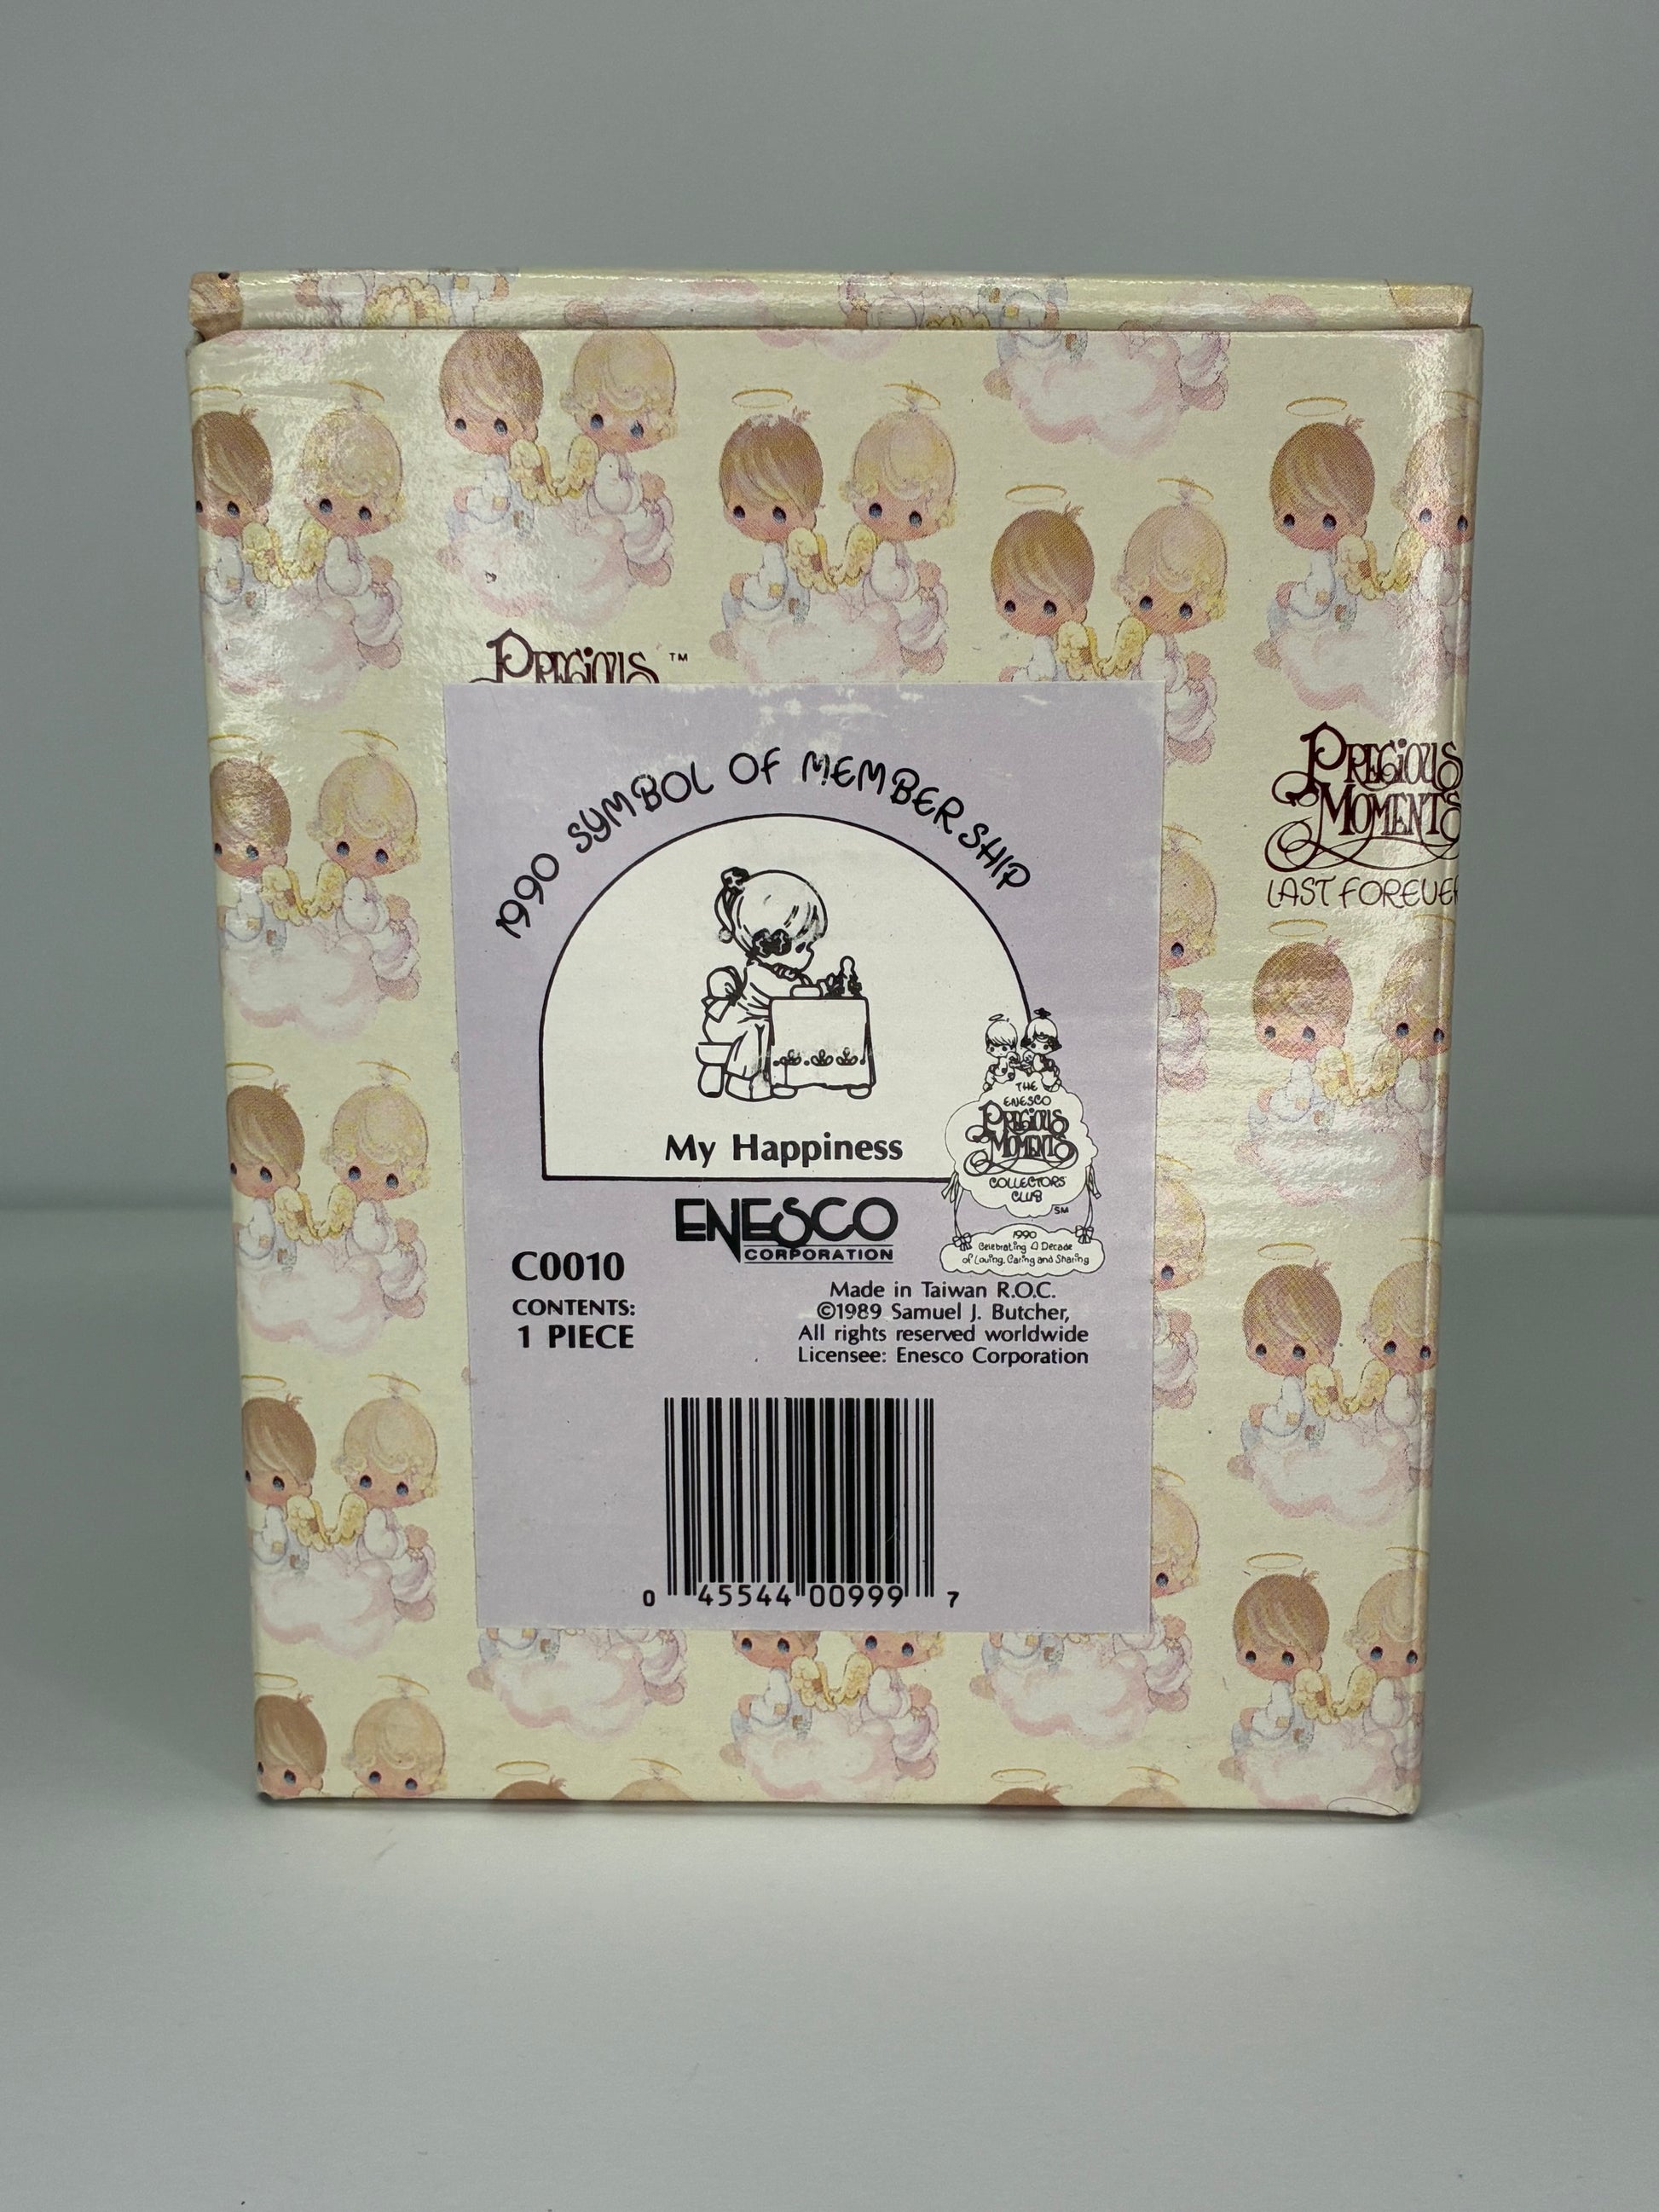 PRECIOUS ™
1990 SYMBOL OF MEMBERSHIP
PRECIOUS
MOMENTS
LAST FOREVER
My Happiness
THE
ENESCO
PRECIOUS
MOMENTS
COLLECTORS
CLUB
SM
1990
Celebrating A Decade
of Loving, Caring and Sharing
ENESCO
CORPORATION
C0010
CONTENTS:
1 PIECE
Made in Taiwan R.O.C.
©1989 Samuel J. Butcher,
All rights reserved worldwide
Licensee: Enesco Corporation
0 45544 00999 7